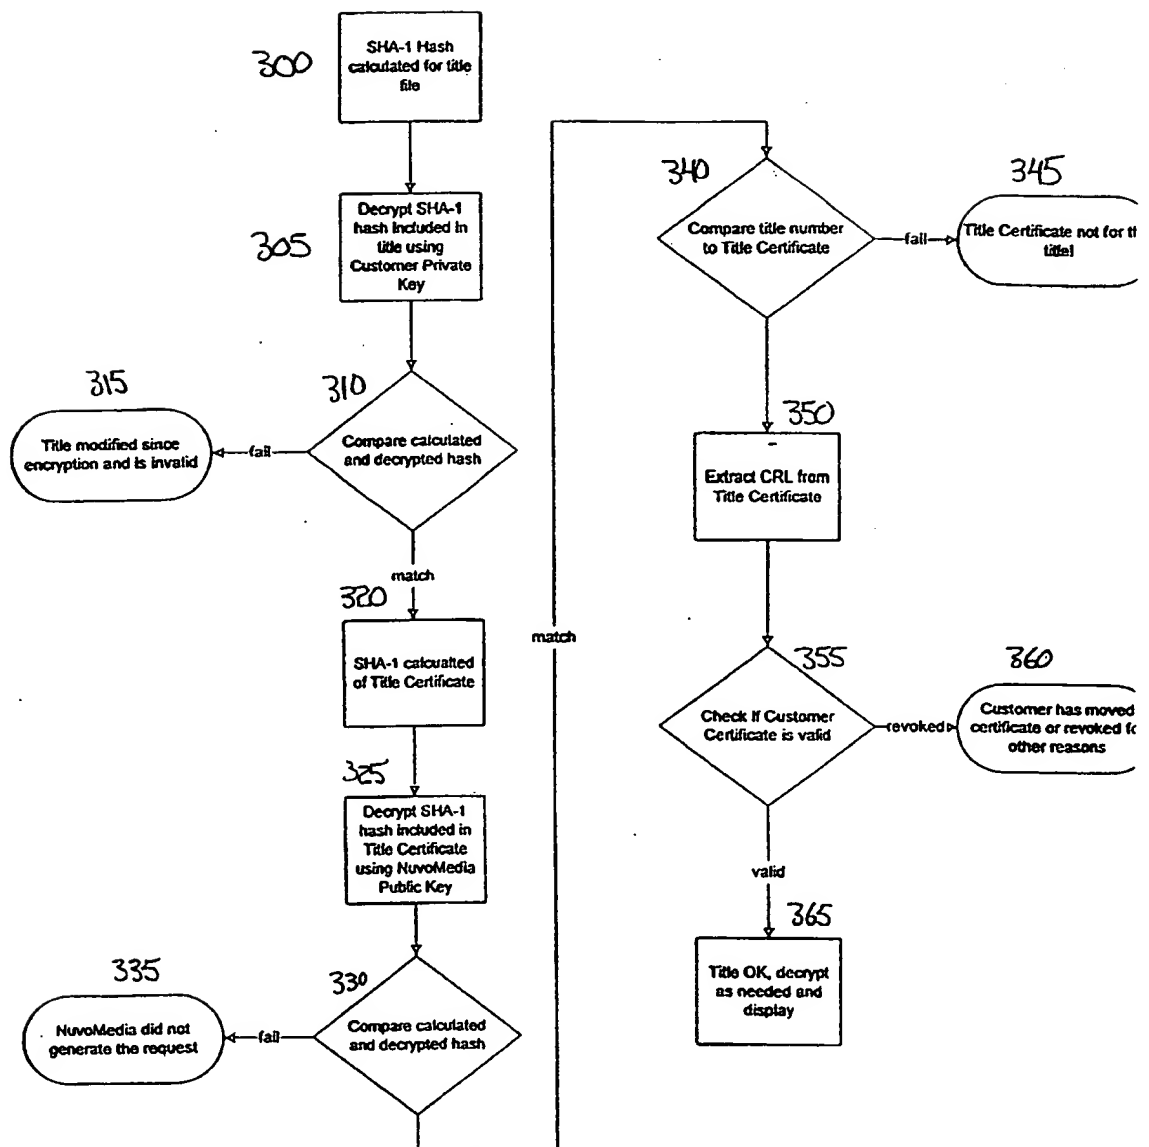 300
SHA-1 Hash
calculated for title
file
305
Decrypt SHA-1
hash included in
title using
Customer Private
Key
310
Compare calculated
and decrypted hash
fail
315
Title modified since
encryption and is invalid
match
320
SHA-1 calcualted
of Title Certificate
325
Decrypt SHA-1
hash included in
Title Certificate
using NuvoMedia
Public Key
330
Compare calculated
and decrypted hash
fail
335
NuvoMedia did not
generate the request
match
340
Compare title number
to Title Certificate
fail
345
Title Certificate not for th
title!
350
Extract CRL from
Title Certificate
355
Check if Customer
Certificate is valid
revoked
360
Customer has moved
certificate or revoked fo
other reasons
valid
365
Title OK, decrypt
as needed and
display